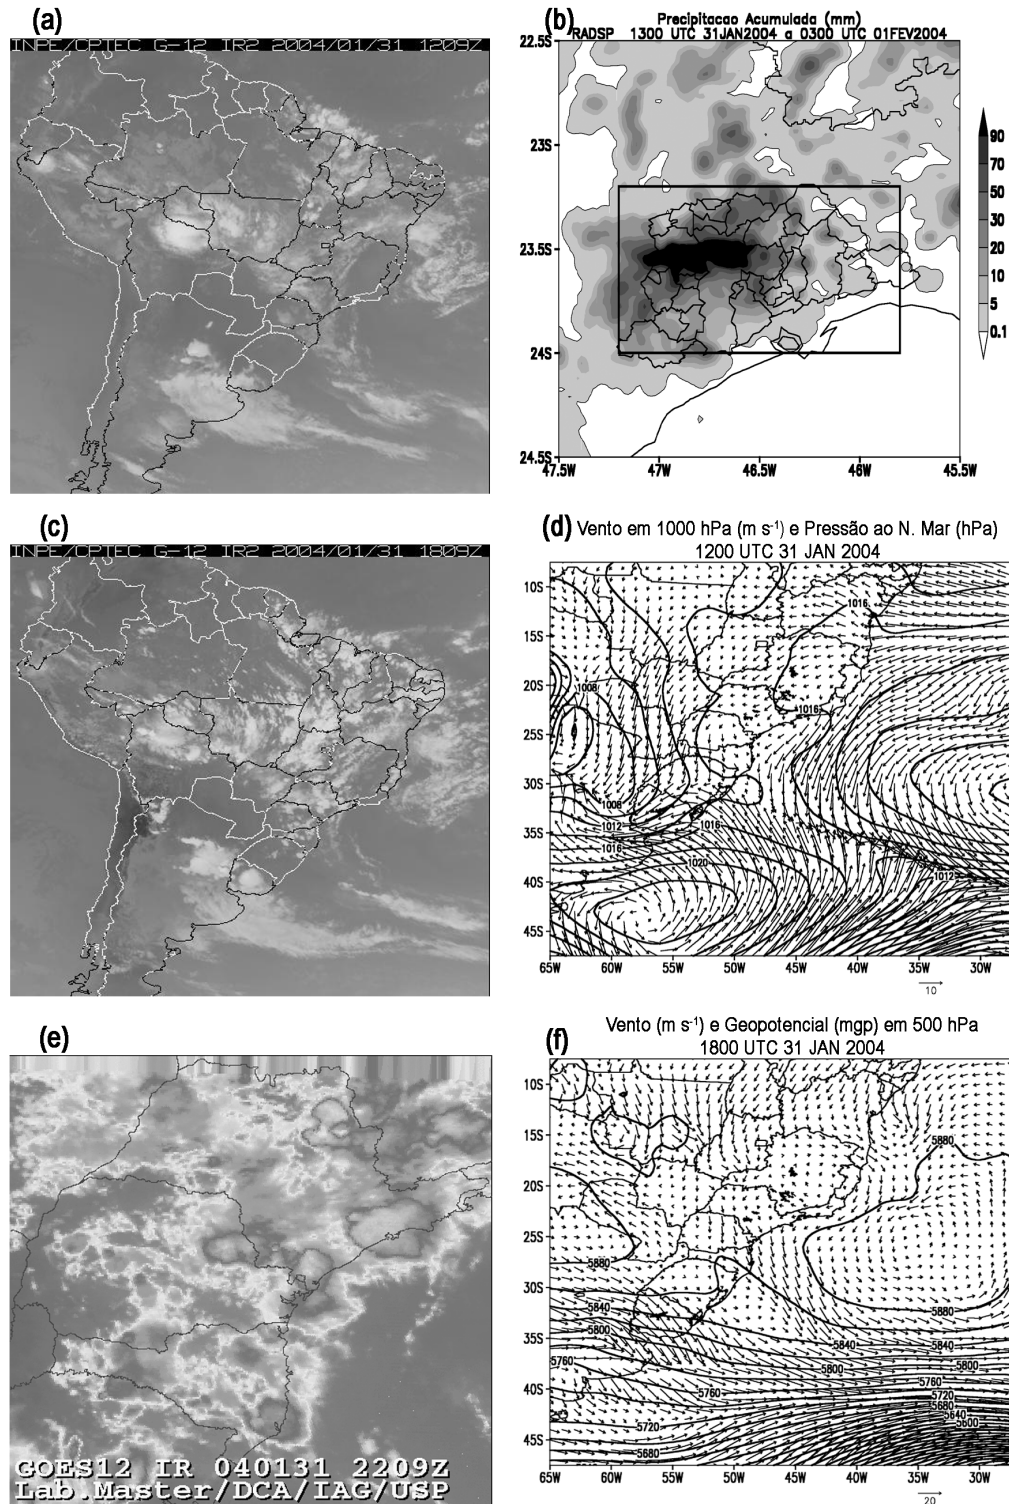 (a)
INPE/CPTEC G-12 IR2 2004/01/31 1209Z
(b)
Precipitacao Acumulada (mm)
RADSP 1300 UTC 31JAN2004 a 0300 UTC 01FEV2004
22.5S
23S
23.5S
24S
24.5S
47.5W 47W 46.5W 46W 45.5W
90
70
50
30
20
10
5
0.1
(c)
INPE/CPTEC G-12 IR2 2004/01/31 1809Z
(d) Vento em 1000 hPa (m s⁻¹) e Pressão ao N. Mar (hPa)
1200 UTC 31 JAN 2004
10S
15S
20S
25S
30S
35S
40S
45S
1016
1008
1016
1008
1012
1016
1016
1020
1012
65W 60W 55W 50W 45W 40W 35W 30W
10
(e)
GOES12 IR 040131 2209Z
Lab.Master/DCA/IAG/USP
(f) Vento (m s⁻¹) e Geopotencial (mgp) em 500 hPa
1800 UTC 31 JAN 2004
10S
15S
20S
25S
30S
35S
40S
45S
5880
5880
5880
5840
5800
5840
5800
5760
5760
5760
5720
5720
5680
5640
5600
5680
65W 60W 55W 50W 45W 40W 35W 30W
20